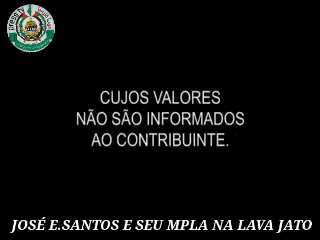 CUJOS VALORES
NÃO SÃO INFORMADOS
AO CONTRIBUINTE.
JOSÉ E.SANTOS E SEU MPLA NA LAVA JATO